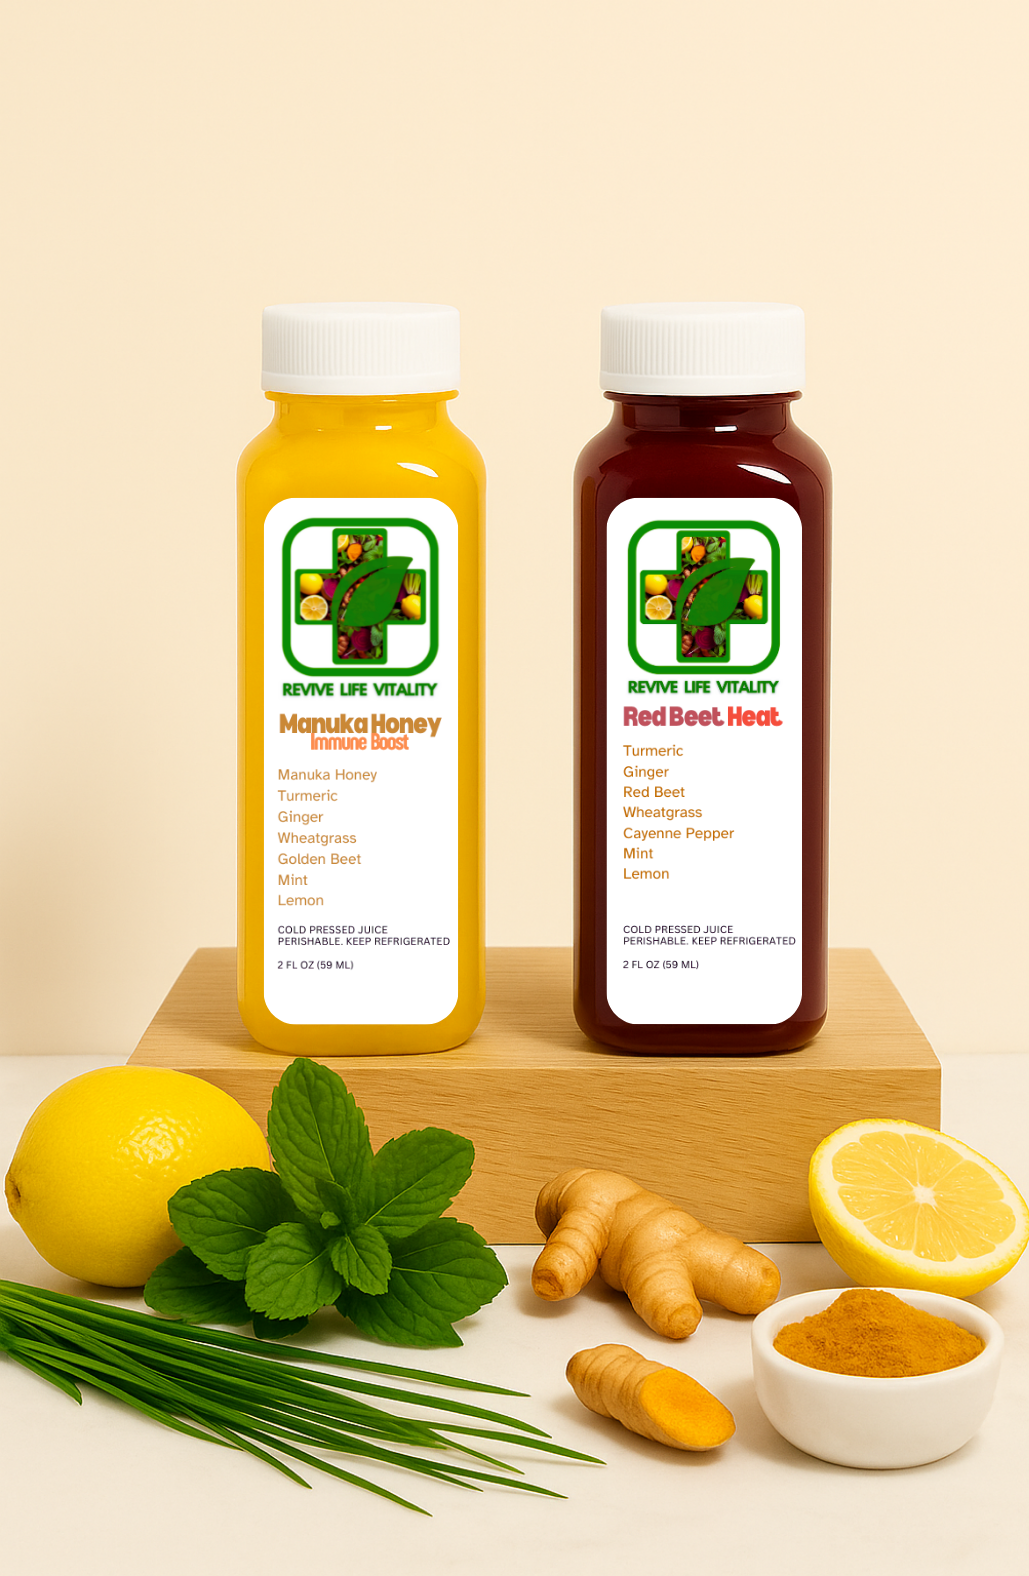 REVIVE LIFE VITALITY
Manuka Honey
Immune Boost
Manuka Honey
Turmeric
Ginger
Wheatgrass
Golden Beet
Mint
Lemon
COLD PRESSED JUICE
PERISHABLE. KEEP REFRIGERATED
2 FL OZ (59 ML)
REVIVE LIFE VITALITY
Red Beet Heat
Turmeric
Ginger
Red Beet
Wheatgrass
Cayenne Pepper
Mint
Lemon
COLD PRESSED JUICE
PERISHABLE. KEEP REFRIGERATED
2 FL OZ (59 ML)